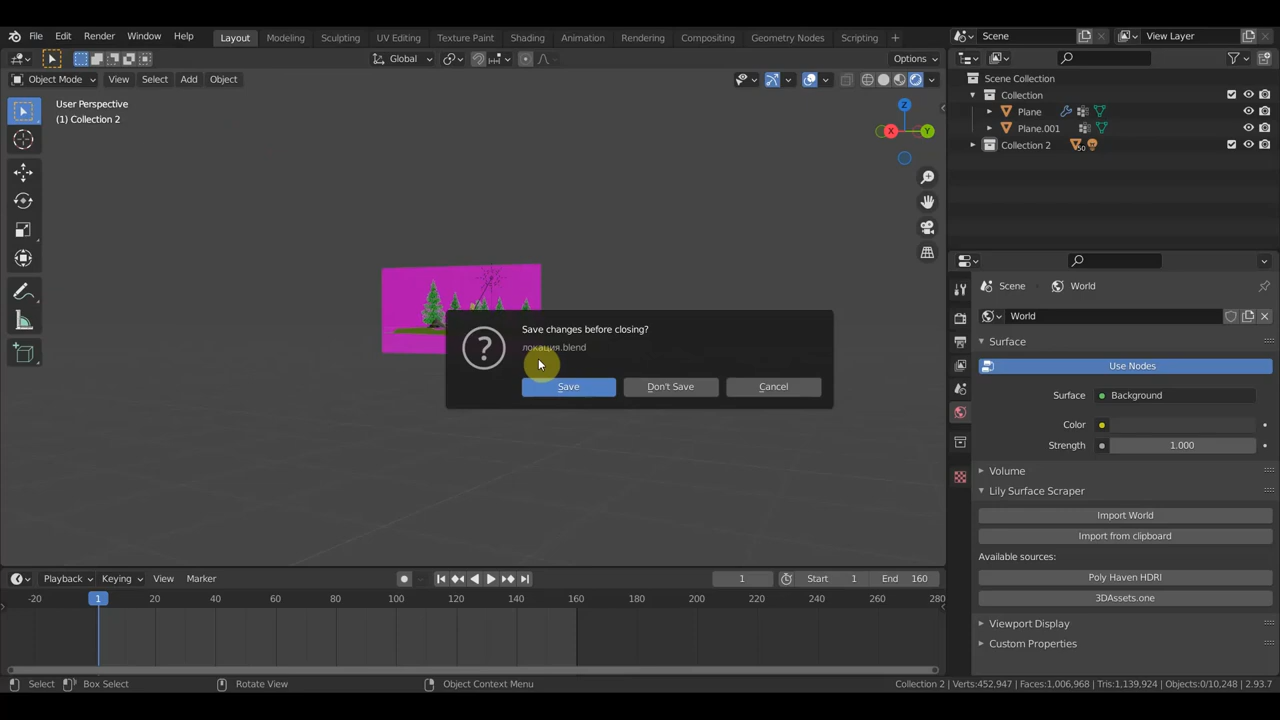 File Edit Render Window Help Layout Modeling Sculpting UV Editing Texture Paint Shading Animation Rendering Compositing Geometry Nodes Scripting + Scene View Layer
Global Options
Object Mode View Select Add Object
User Perspective
(1) Collection 2
Z
X
Y
Scene Collection
Collection
Plane
Plane.001
Collection 2 50
Save changes before closing?
локация.blend
Save Don't Save Cancel
Scene World
World
Surface
Use Nodes
Surface Background
Color
Strength 1.000
Volume
Lily Surface Scraper
Import World
Import from clipboard
Available sources:
Poly Haven HDRI
3DAssets.one
Viewport Display
Custom Properties
Playback Keying View Marker 1 Start 1 End 160
-20 1 20 40 60 80 100 120 140 160 180 200 220 240 260 280
Select Box Select Rotate View Object Context Menu Collection 2 | Verts:452,947 | Faces:1,006,968 | Tris:1,139,924 | Objects:0/10,248 | 2.93.7